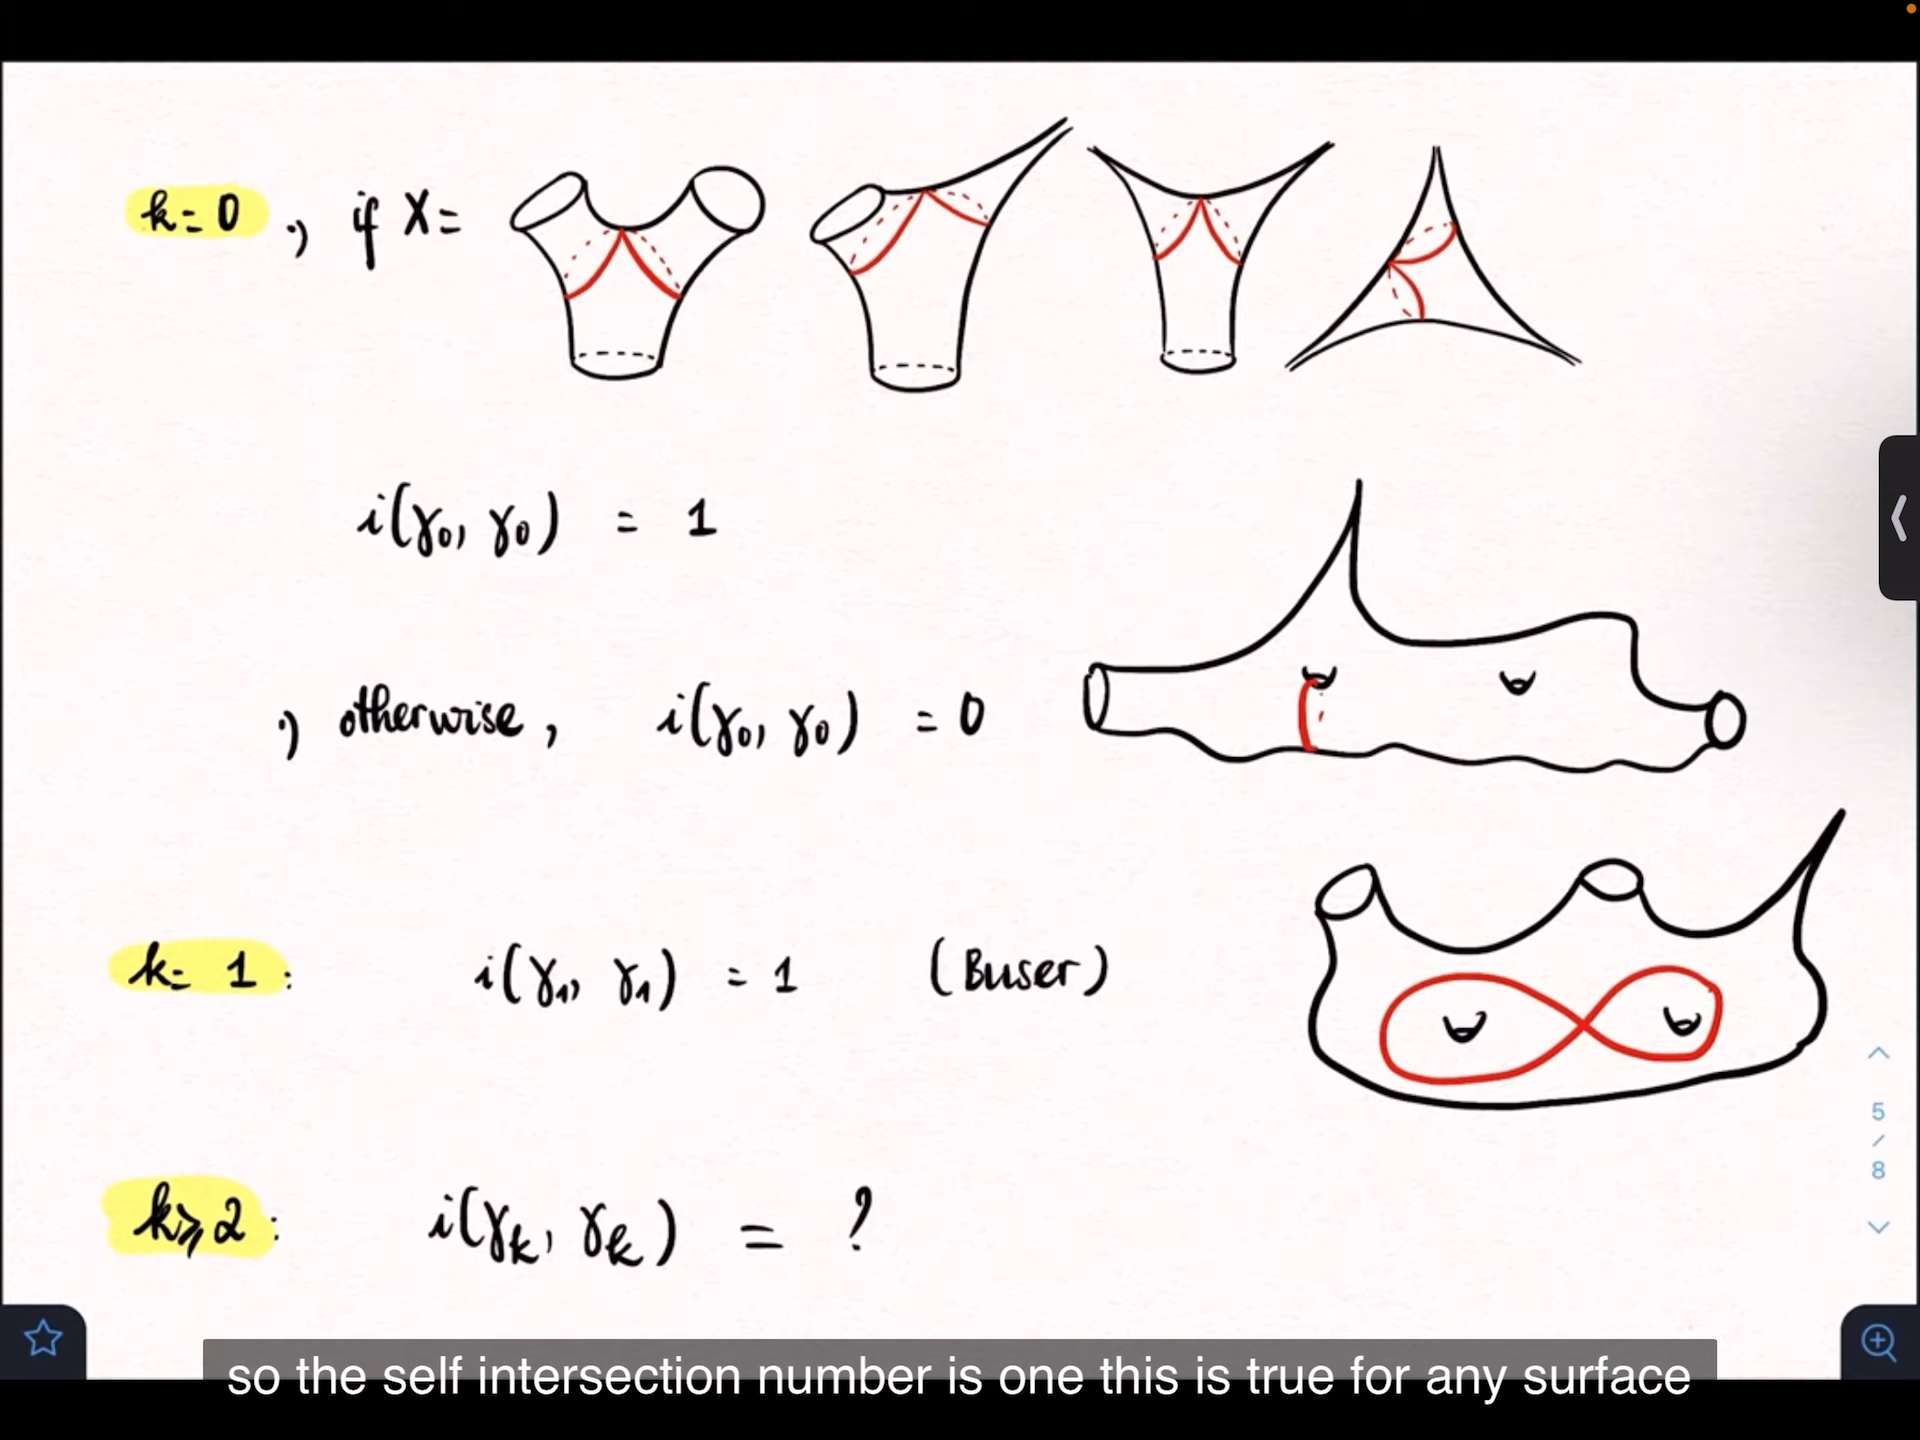 k=0 ·) if X=
i(γ₀, γ₀) = 1
·) otherwise, i(γ₀, γ₀) = 0
k=1: i(γ₁, γ₁) = 1 (Buser)
k⩾2: i(γₖ, γₖ) = ?
5
/
8
so the self intersection number is one this is true for any surface